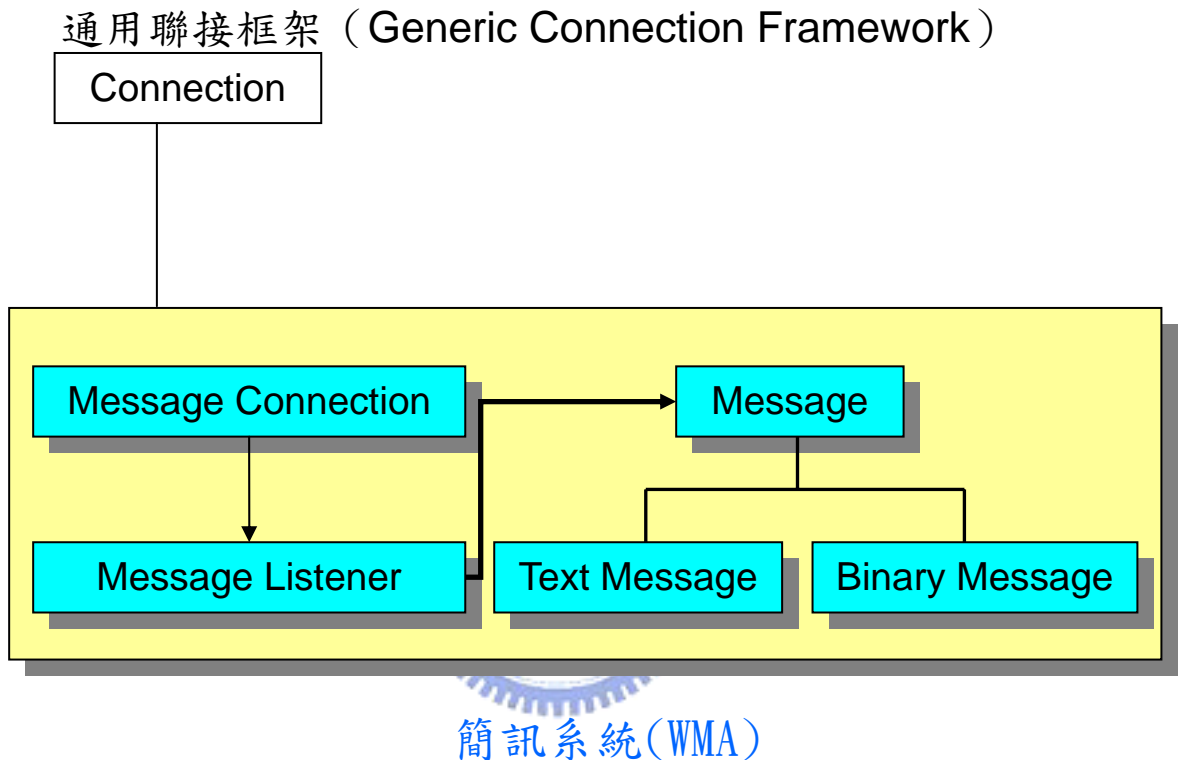 通用聯接框架（Generic Connection Framework）
Connection
Message Connection
Message
Message Listener
Text Message
Binary Message
簡訊系統(WMA)